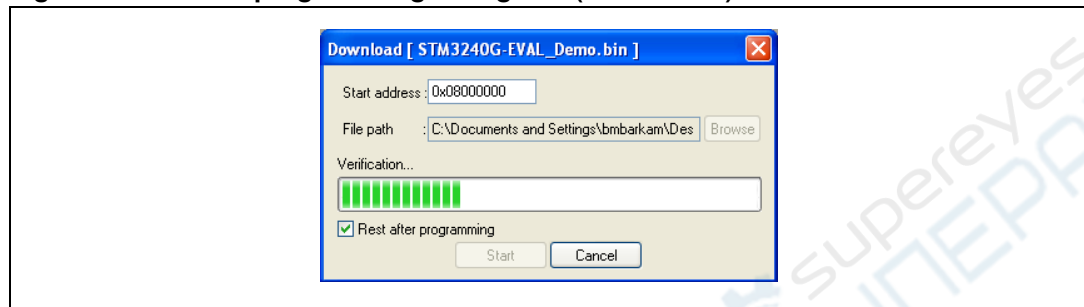 Download [ STM3240G-EVAL_Demo.bin ]
Start address : 0x08000000
File path : C:\Documents and Settings\bmbarkam\Des Browse
Verification...
Rest after programming
Start Cancel
supereyes